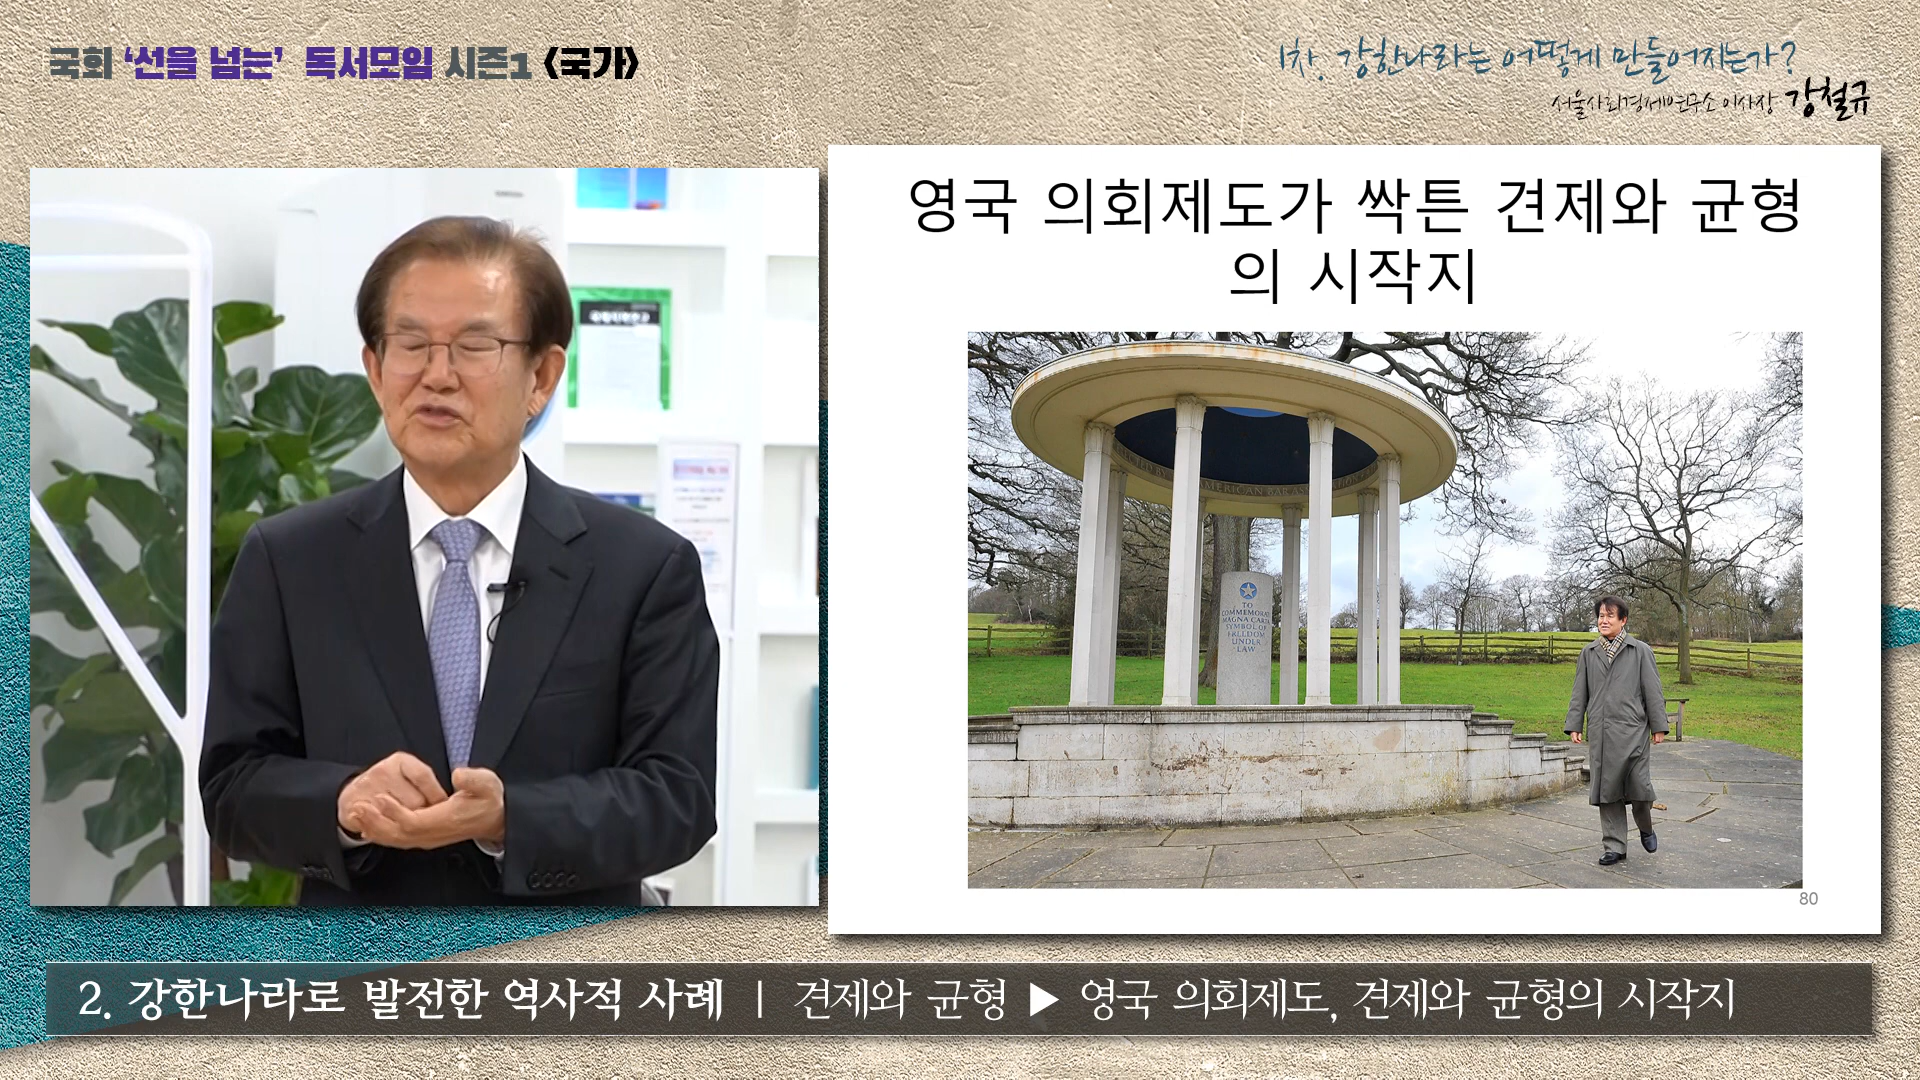 국회 ‘선을 넘는’ 독서모임 시즌1 <국가>
1차. 강한나라는 어떻게 만들어지는가?
서울사회경제연구소 이사장 강철규
영국 의회제도가 싹튼 견제와 균형
의 시작지
AMERICAN BAR ASSOCIATION
TO
COMMEMORATE
MAGNA CARTA
SYMBOL OF
FREEDOM
UNDER
LAW
80
2. 강한나라로 발전한 역사적 사례 | 견제와 균형 ▶ 영국 의회제도, 견제와 균형의 시작지